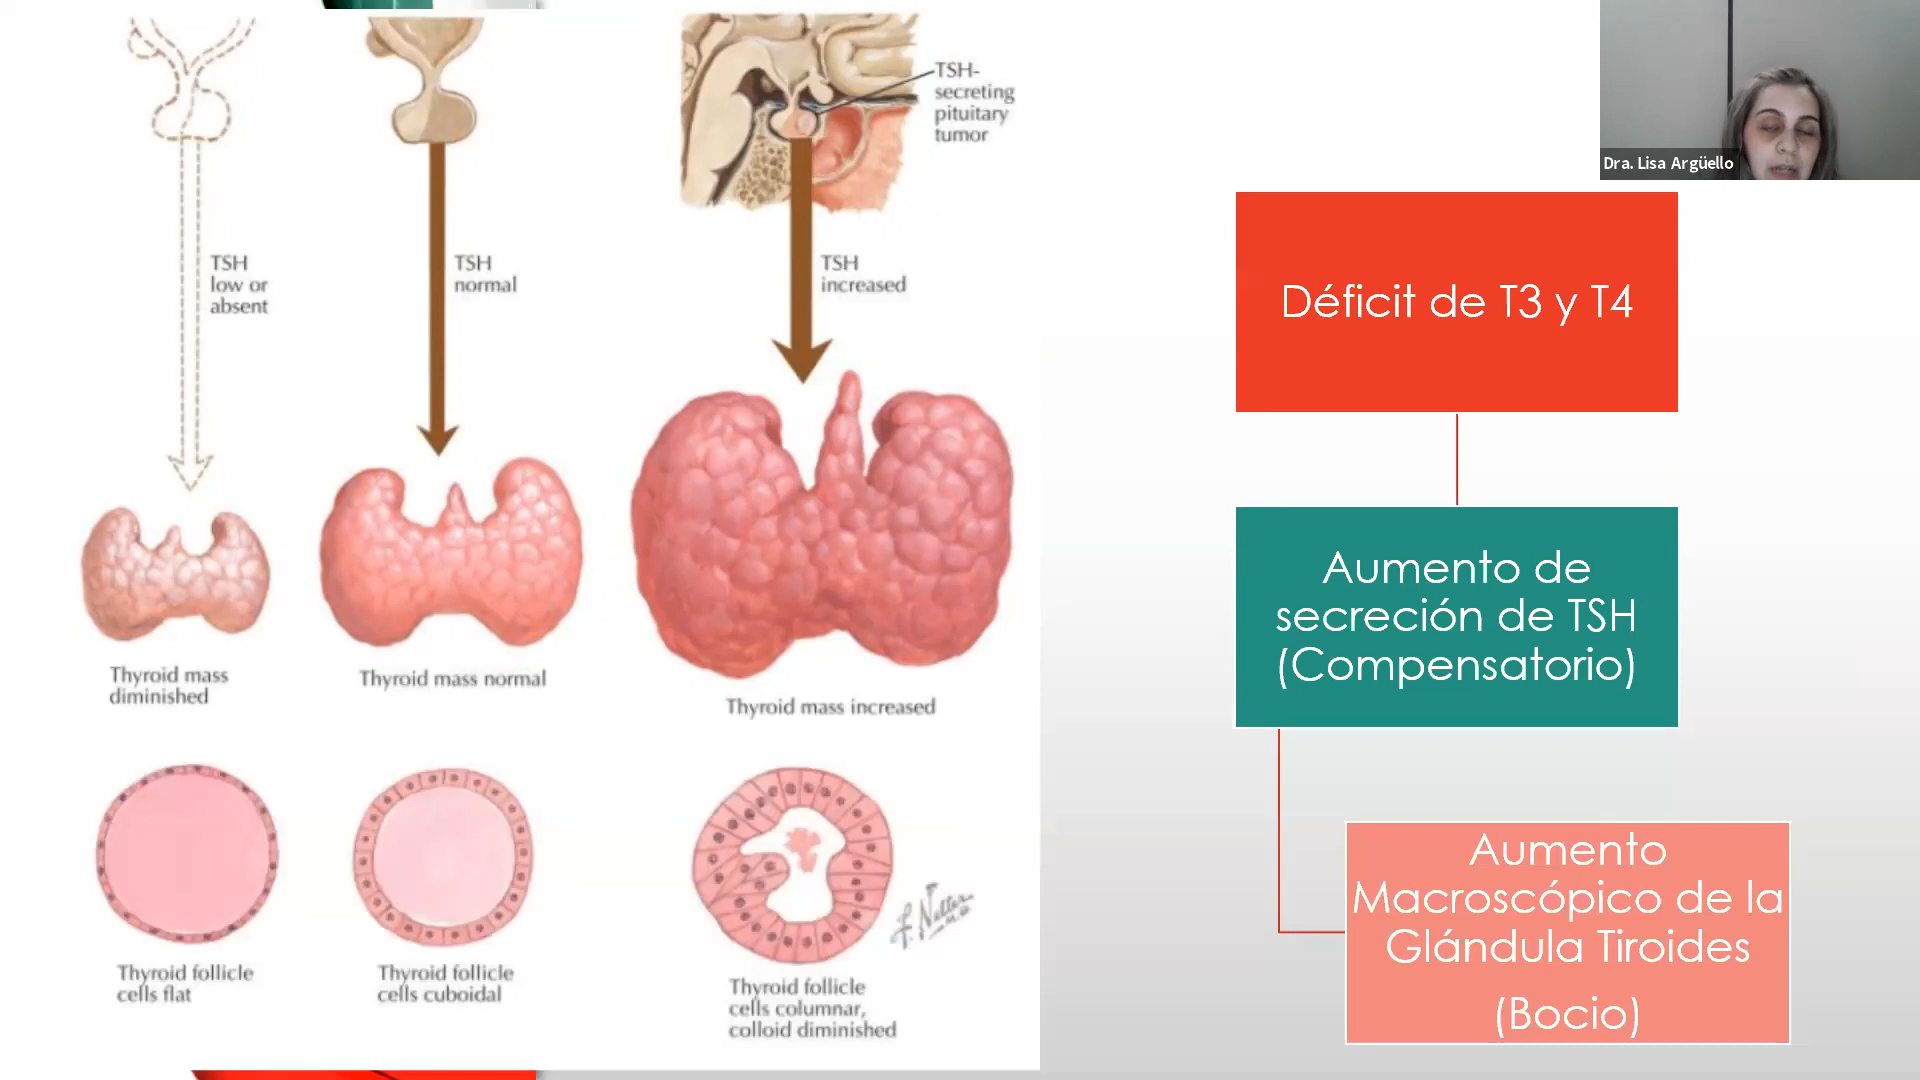 TSH-
secreting
pituitary
tumor
TSH
low or
absent
TSH
normal
TSH
increased
Thyroid mass
diminished
Thyroid mass normal
Thyroid mass increased
Thyroid follicle
cells flat
Thyroid follicle
cells cuboidal
Thyroid follicle
cells columnar,
colloid diminished
F. Netter
M.D.
Dra. Lisa Argüello
Déficit de T3 y T4
Aumento de
secreción de TSH
(Compensatorio)
Aumento
Macroscópico de la
Glándula Tiroides
(Bocio)